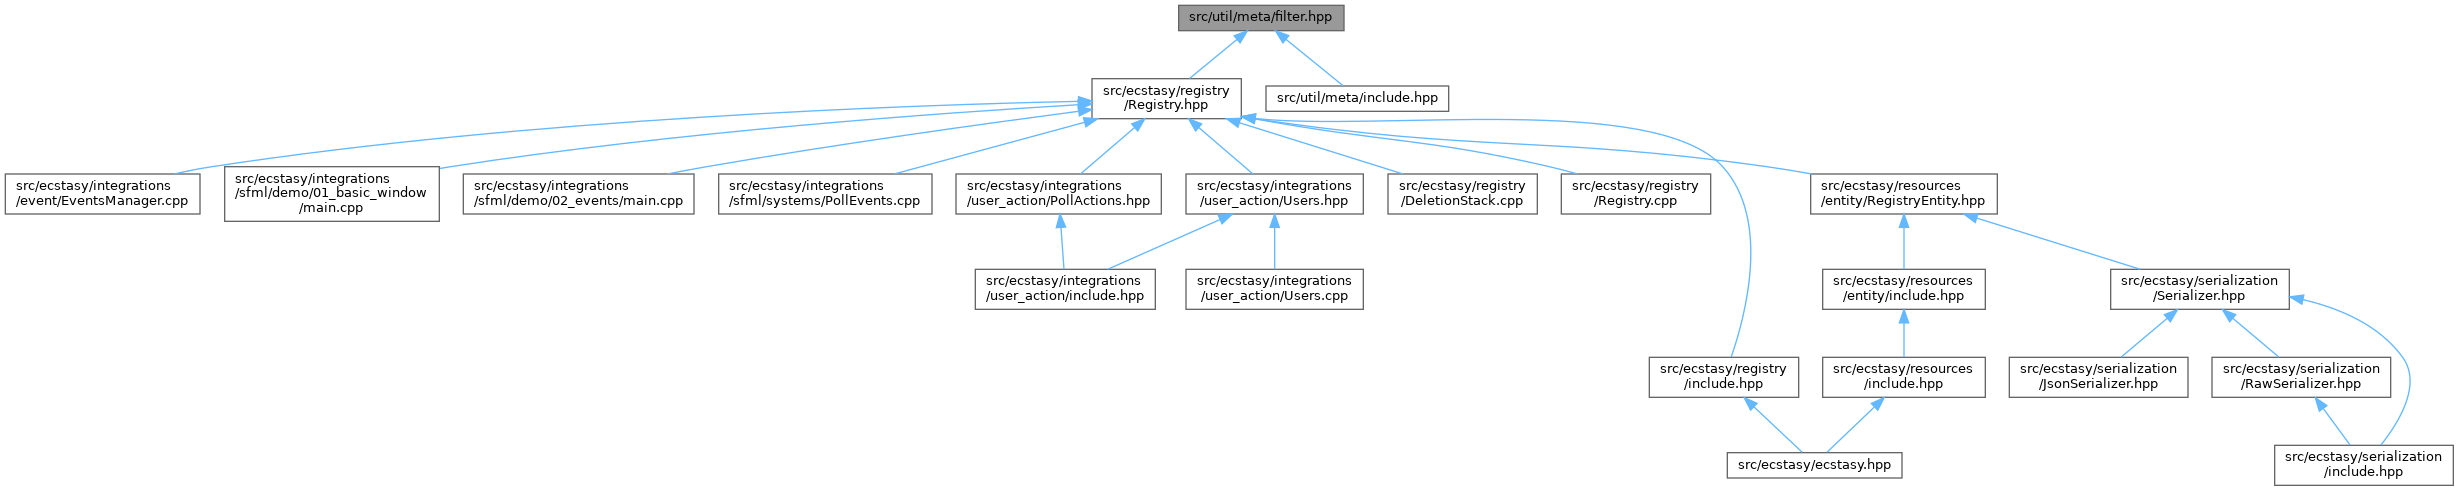 src/util/meta/filter.hpp
src/ecstasy/registry
/Registry.hpp
src/util/meta/include.hpp
src/ecstasy/integrations
/event/EventsManager.cpp
src/ecstasy/integrations
/sfml/demo/01_basic_window
/main.cpp
src/ecstasy/integrations
/sfml/demo/02_events/main.cpp
src/ecstasy/integrations
/sfml/systems/PollEvents.cpp
src/ecstasy/integrations
/user_action/PollActions.hpp
src/ecstasy/integrations
/user_action/Users.hpp
src/ecstasy/registry
/DeletionStack.cpp
src/ecstasy/registry
/Registry.cpp
src/ecstasy/resources
/entity/RegistryEntity.hpp
src/ecstasy/integrations
/user_action/include.hpp
src/ecstasy/integrations
/user_action/Users.cpp
src/ecstasy/resources
/entity/include.hpp
src/ecstasy/serialization
/Serializer.hpp
src/ecstasy/registry
/include.hpp
src/ecstasy/resources
/include.hpp
src/ecstasy/serialization
/JsonSerializer.hpp
src/ecstasy/serialization
/RawSerializer.hpp
src/ecstasy/ecstasy.hpp
src/ecstasy/serialization
/include.hpp